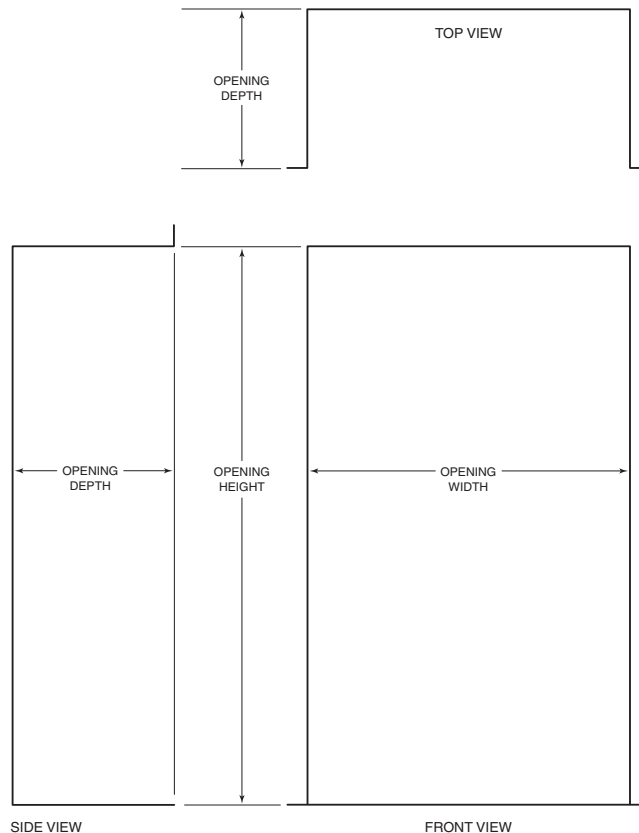 TOP VIEW
OPENING
DEPTH
OPENING
DEPTH
OPENING
HEIGHT
OPENING
WIDTH
SIDE VIEW
FRONT VIEW